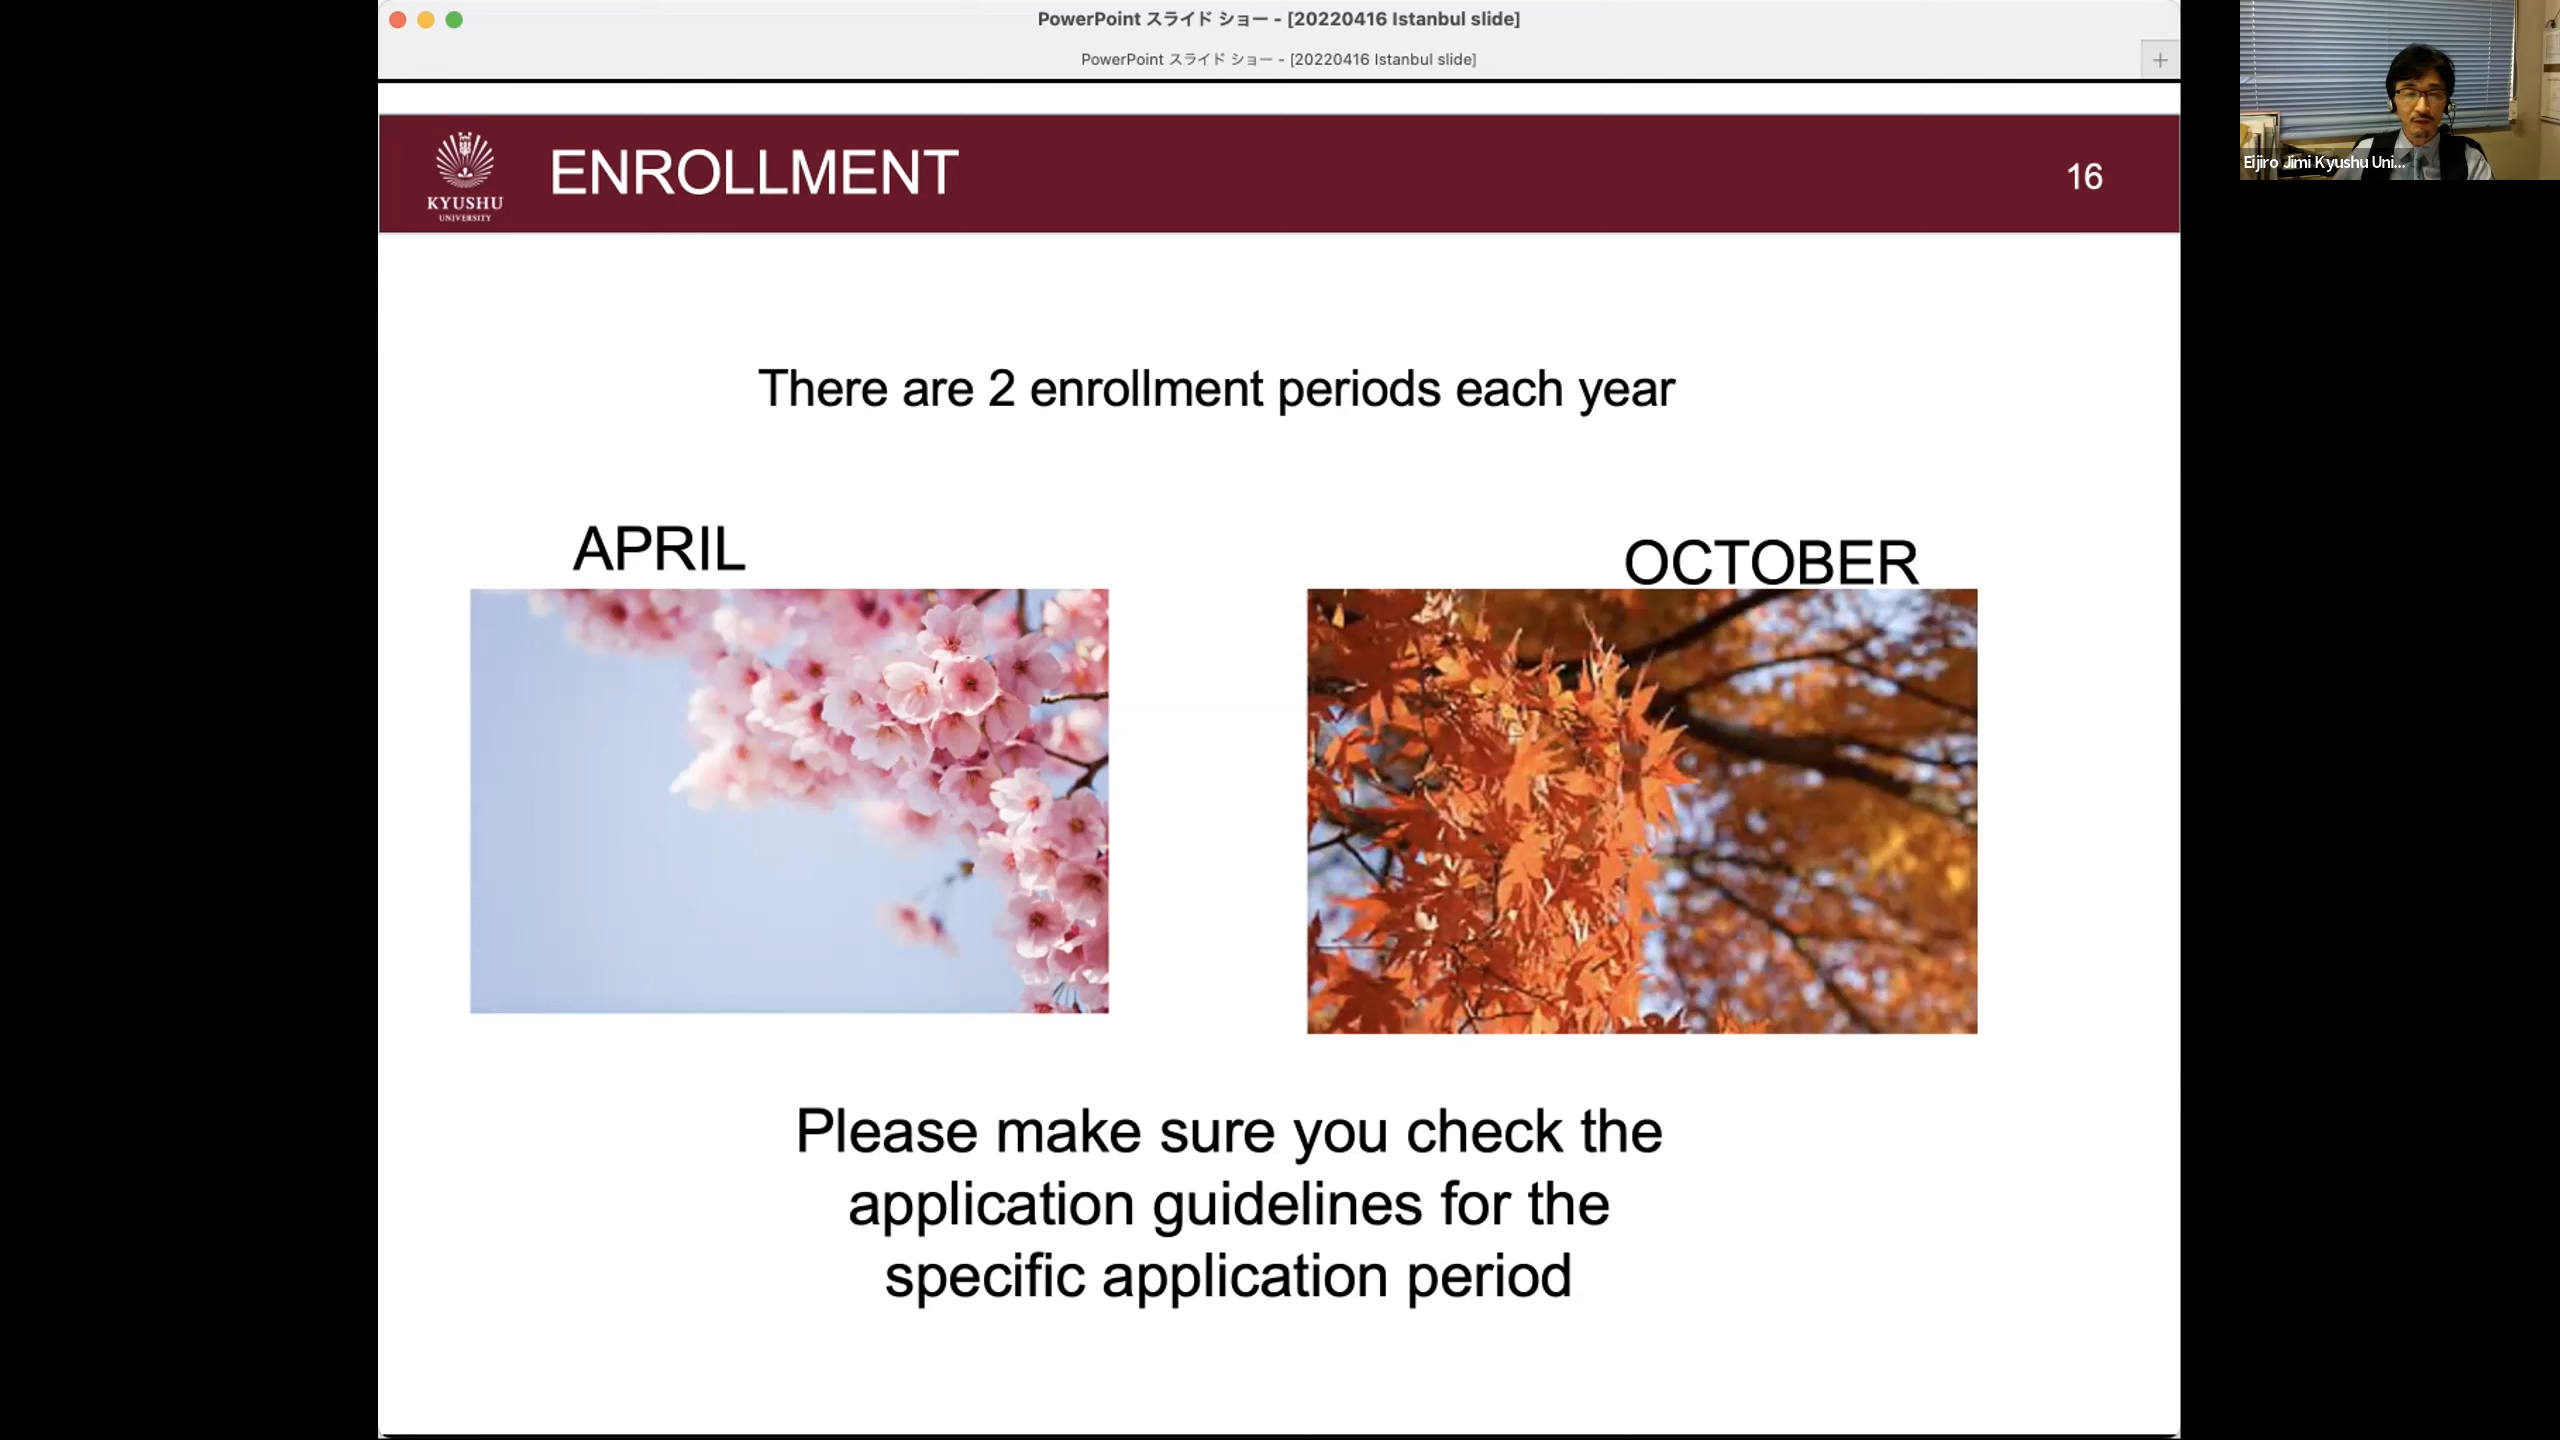 PowerPoint スライド ショー - [20220416 Istanbul slide]
PowerPoint スライド ショー - [20220416 Istanbul slide]
KYUSHU
UNIVERSITY
ENROLLMENT
16
Eijiro Jimi Kyushu Uni...
There are 2 enrollment periods each year
APRIL
OCTOBER
Please make sure you check the
application guidelines for the
specific application period